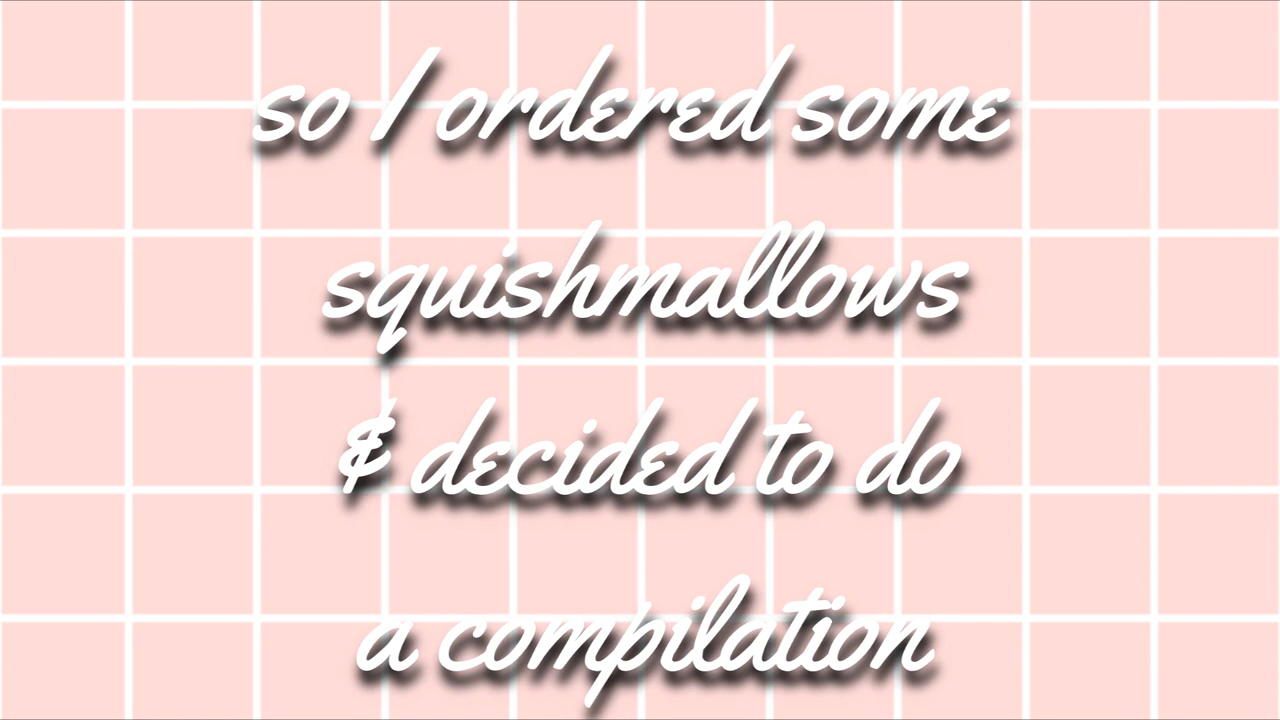 so I ordered some
squishmallows
& decided to do
a compilation